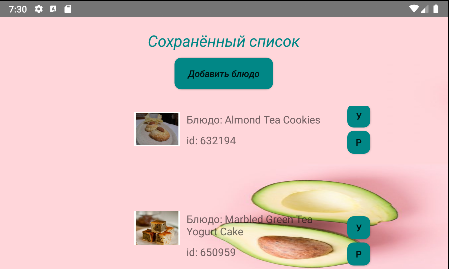 7:30
Сохранённый список
Добавить блюдо
Блюдо: Almond Tea Cookies
У
id: 632194
Р
Блюдо: Marbled Green Tea
Yogurt Cake
У
id: 650959
Р